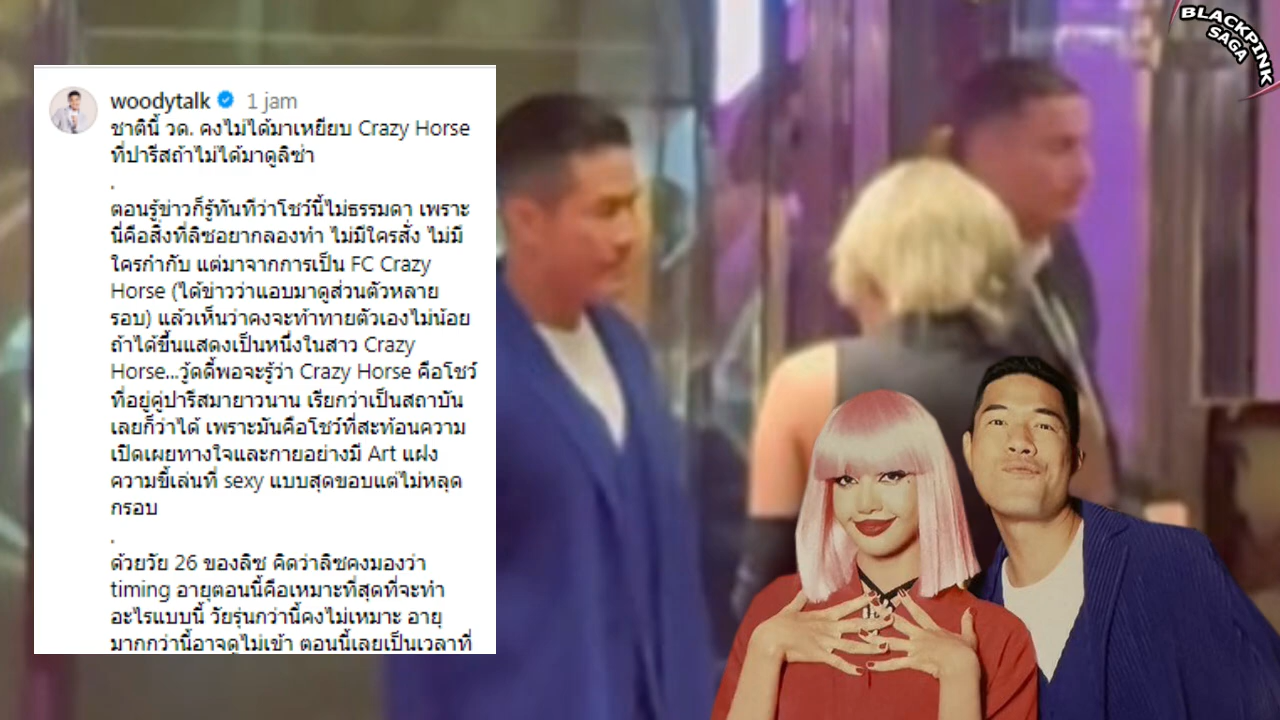 BLACKPINK
SAGA
woodytalk 1 jam
ชาตินี้ วด. คงไม่ได้มาเหยียบ Crazy Horse
ที่ปารีสถ้าไม่ได้มาดูลิซ่า
.
ตอนรู้ข่าวก็รู้ทันทีว่าโชว์นี้ไม่ธรรมดา เพราะ
นี่คือสิ่งที่ลิซอยากลองทำ ไม่มีใครสั่ง ไม่มี
ใครกำกับ แต่มาจากการเป็น FC Crazy
Horse (ได้ข่าวว่าแอบมาดูส่วนตัวหลาย
รอบ) แล้วเห็นว่าคงจะท้าทายตัวเองไม่น้อย
ถ้าได้ขึ้นแสดงเป็นหนึ่งในสาว Crazy
Horse...วู้ดดี้พอจะรู้ว่า Crazy Horse คือโชว์
ที่อยู่คู่ปารีสมายาวนาน เรียกว่าเป็นสถาบัน
เลยก็ว่าได้ เพราะมันคือโชว์ที่สะท้อนความ
เปิดเผยทางใจและกายอย่างมี Art แฝง
ความขี้เล่นที่ sexy แบบสุดขอบแต่ไม่หลุด
กรอบ
.
ด้วยวัย 26 ของลิซ คิดว่าลิซคงมองว่า
timing อายุตอนนี้คือเหมาะที่สุดที่จะทำ
อะไรแบบนี้ วัยรุ่นกว่านี้คงไม่เหมาะ อายุ
มากกว่านี้อาจดูไม่เข้า ตอนนี้เลยเป็นเวลาที่